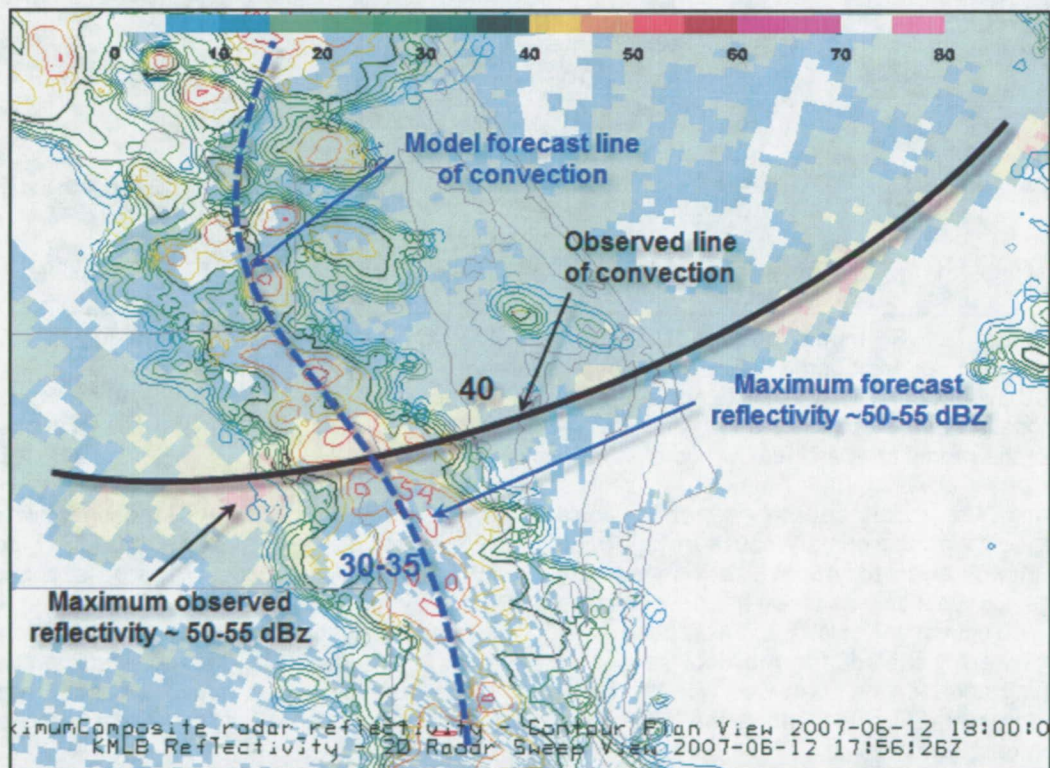 0 10 20 30 40 50 60 70 80
Model forecast line
of convection
Observed line
of convection
40
Maximum forecast
reflectivity ~50-55 dBZ
54
30-35
01
Maximum observed
reflectivity ~ 50-55 dBz
ximumComposite radar reflectivity - Contour Plan View 2007-06-12 18:00:0
KMLB Reflectivity - 2D Radar Sweep View 2007-06-12 17:56:26Z